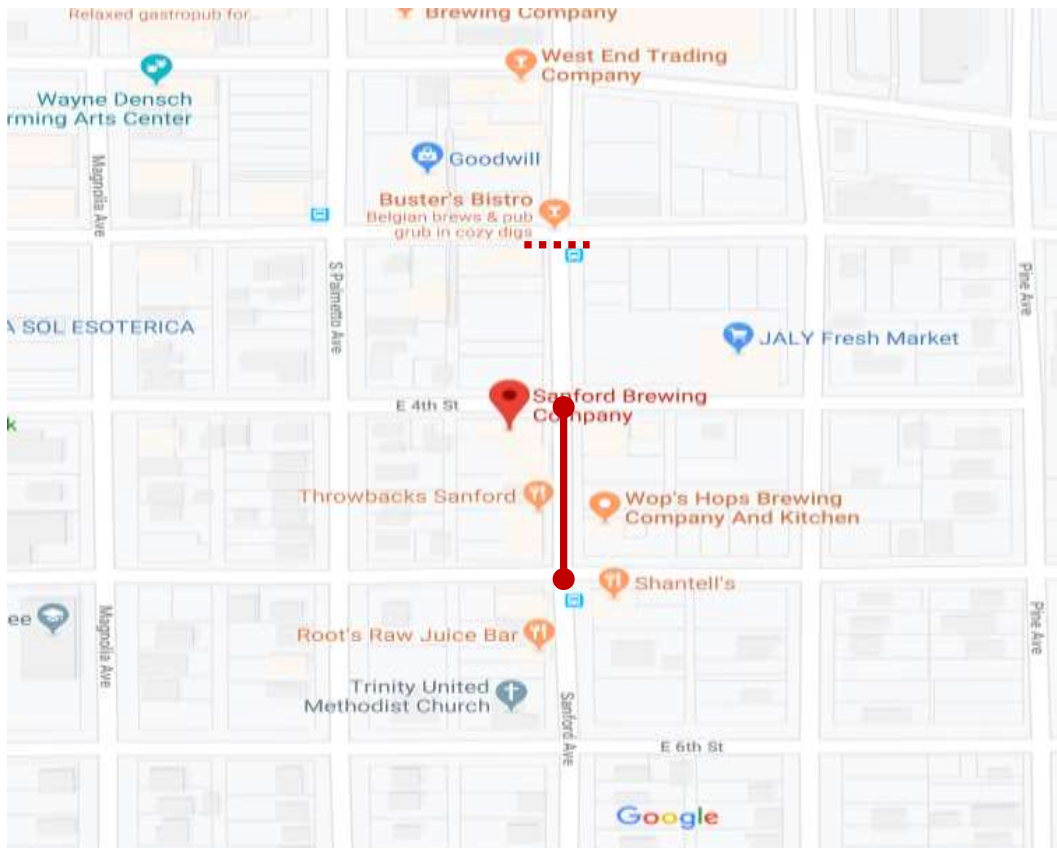 Relaxed gastropub for...
Brewing Company
West End Trading
Company
Wayne Densch
rming Arts Center
Goodwill
Magnolia Ave
Buster's Bistro
Belgian brews & pub
grub in cozy digs
S Palmetto Ave
Pine Ave
A SOL ESOTERICA
JALY Fresh Market
E 4th St
Sanford Brewing
Company
k
Throwbacks Sanford
Wop's Hops Brewing
Company And Kitchen
Shantell's
ee
Magnolia Ave
Root's Raw Juice Bar
Pine Ave
Trinity United
Methodist Church
Sanford Ave
E 6th St
Google